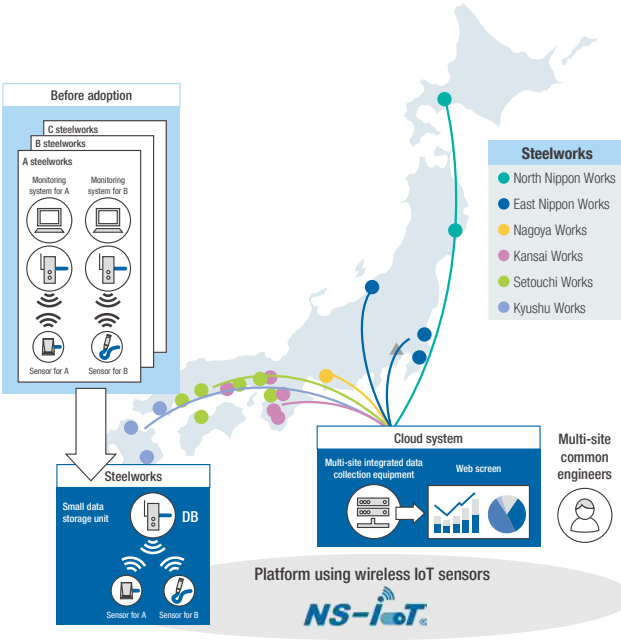 Before adoption
C steelworks
B steelworks
A steelworks
Monitoring
system for A
Monitoring
system for B
Sensor for A
Sensor for B
Steelworks
North Nippon Works
East Nippon Works
Nagoya Works
Kansai Works
Setouchi Works
Kyushu Works
Steelworks
Small data
storage unit
DB
Sensor for A
Sensor for B
Cloud system
Multi-site integrated data
collection equipment
Web screen
Multi-site
common
engineers
Platform using wireless IoT sensors
NS-IoT